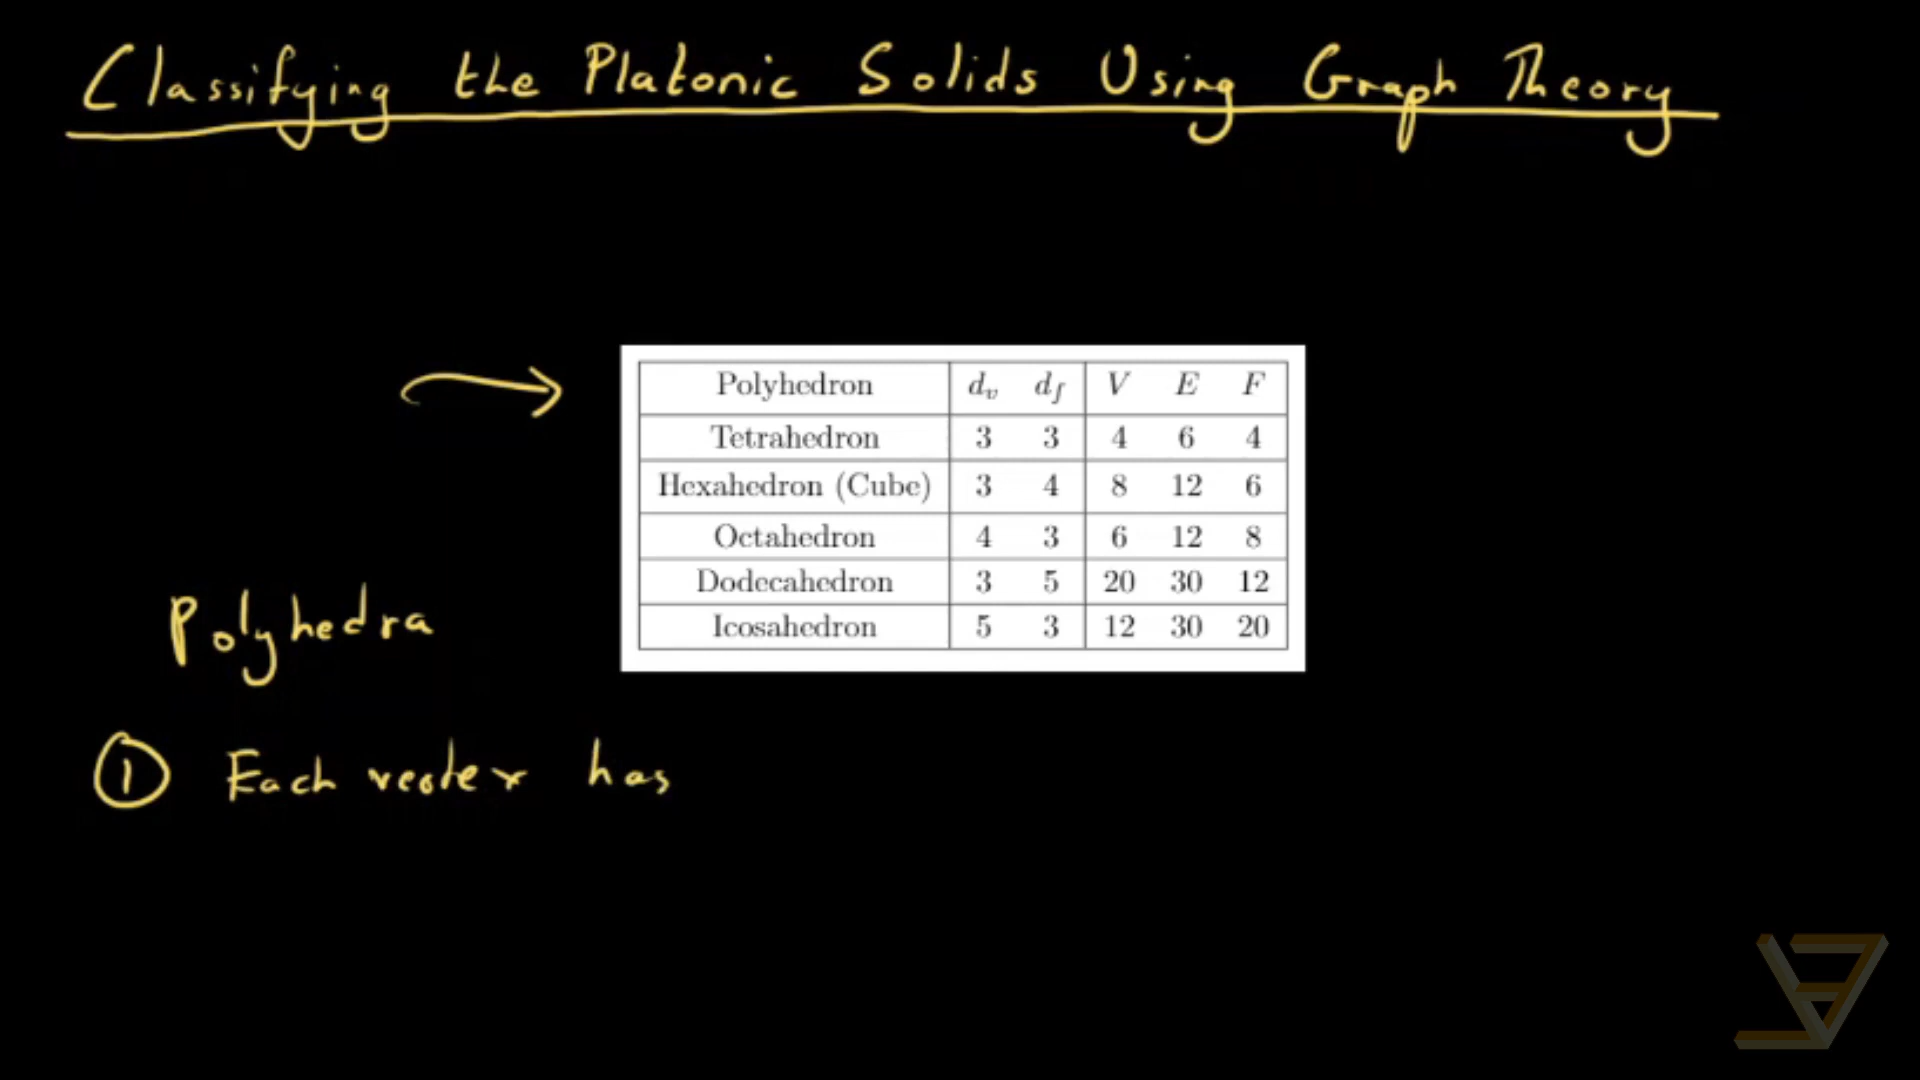 Classifying the Platonic Solids Using Graph Theory
Polyhedron d_v d_f V E F
Tetrahedron 3 3 4 6 4
Hexahedron (Cube) 3 4 8 12 6
Octahedron 4 3 6 12 8
Dodecahedron 3 5 20 30 12
Icosahedron 5 3 12 30 20
Polyhedra
① Each vertex has